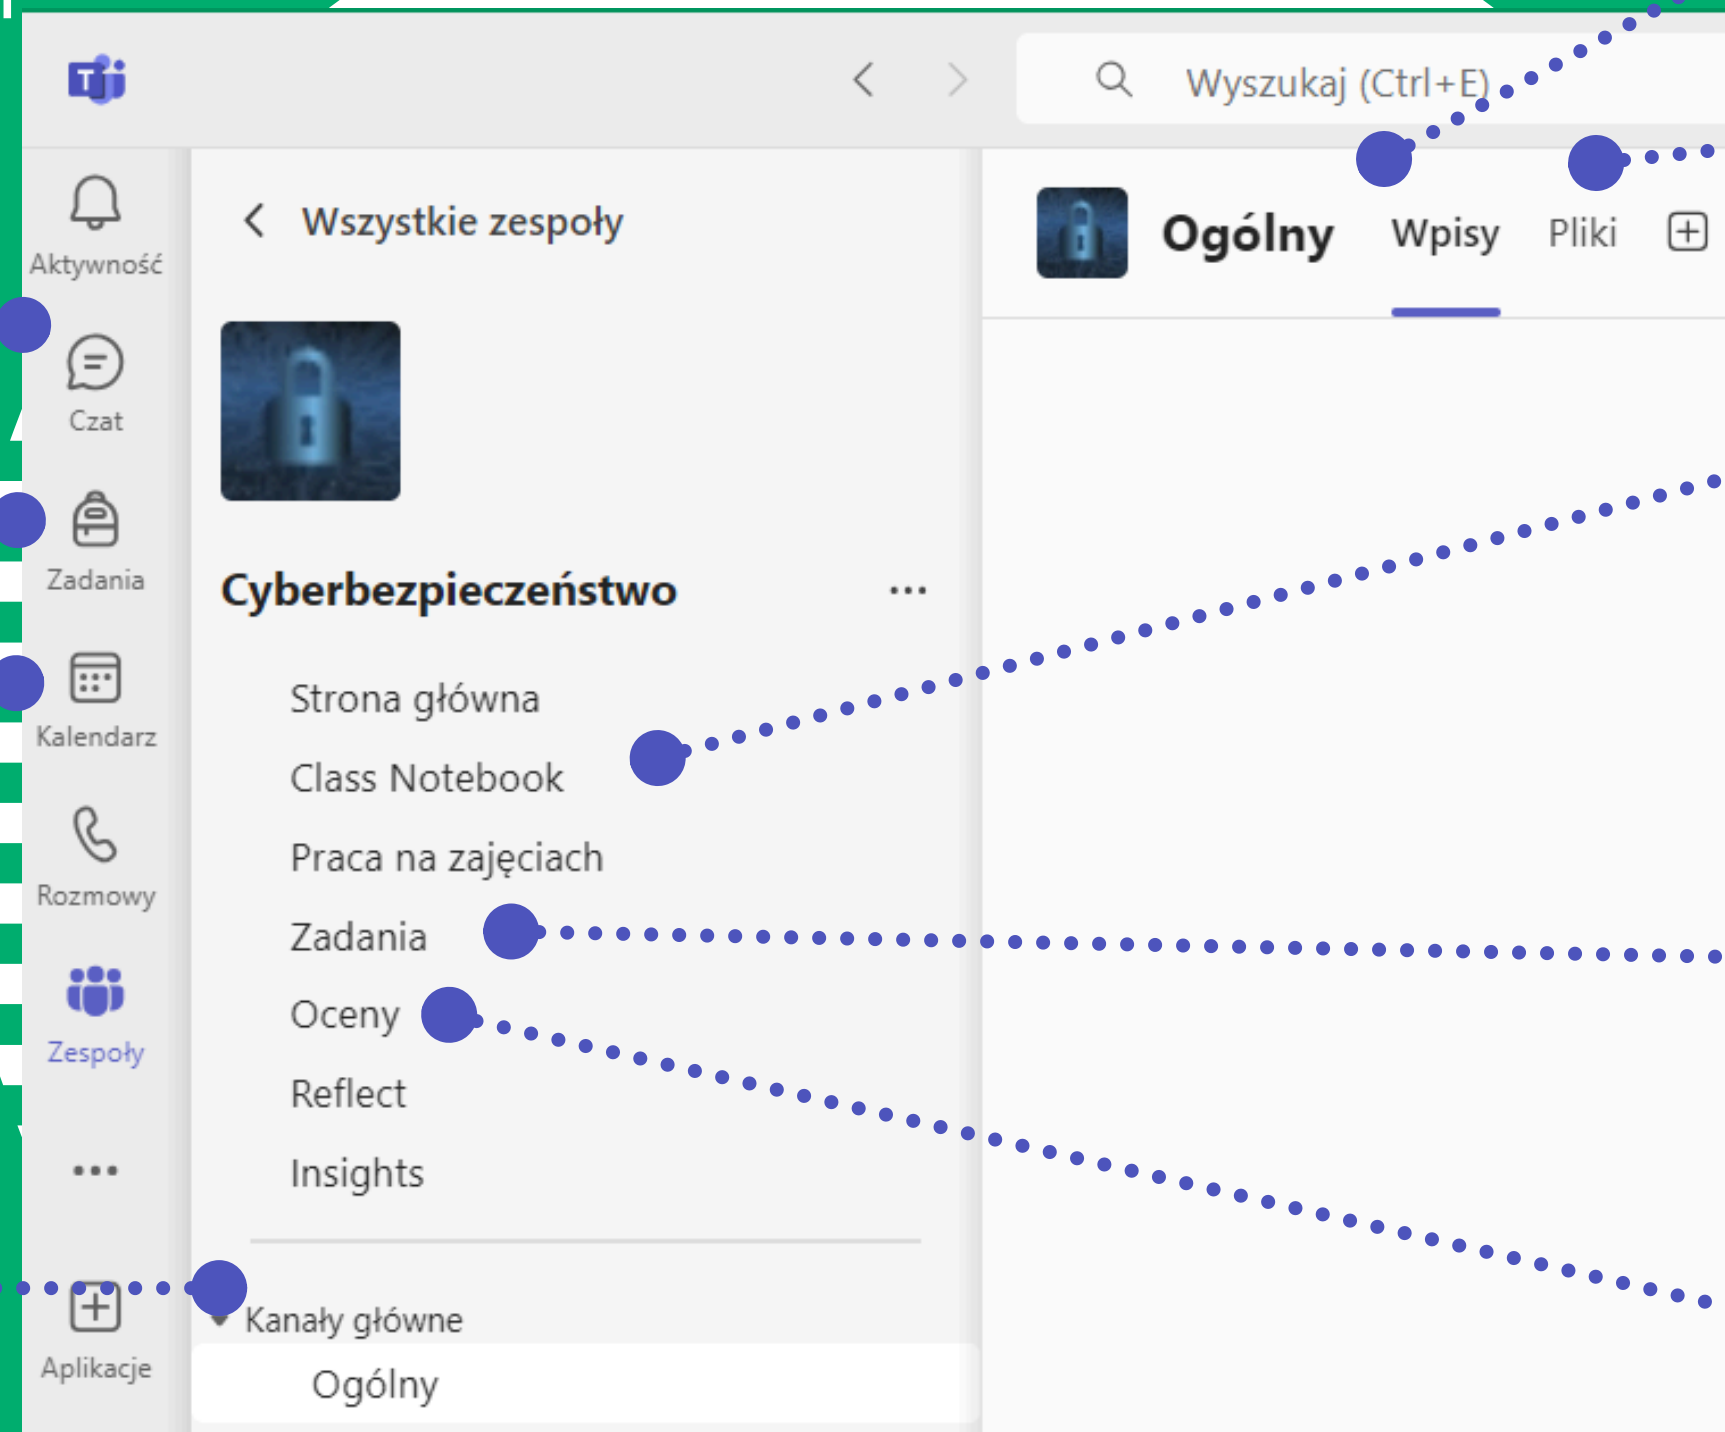 T
Wyszukaj (Ctrl+E)
Aktywność
Czat
Zadania
Kalendarz
Rozmowy
Zespoły
Aplikacje
Wszystkie zespoły
Cyberbezpieczeństwo
Strona główna
Class Notebook
Praca na zajęciach
Zadania
Oceny
Reflect
Insights
Kanały główne
Ogólny
Ogólny
Wpisy
Pliki